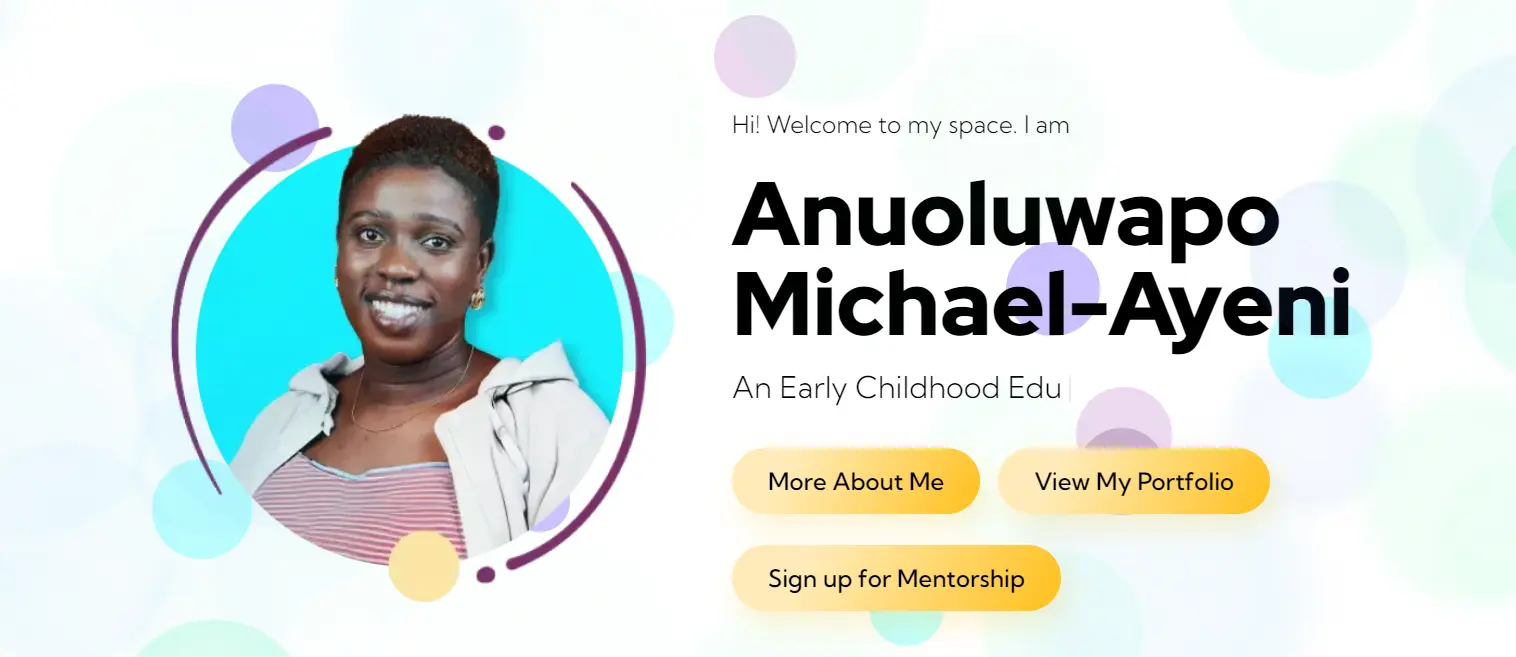 Hi! Welcome to my space. I am
Anuoluwapo
Michael-Ayeni
An Early Childhood Edu
More About Me
View My Portfolio
Sign up for Mentorship